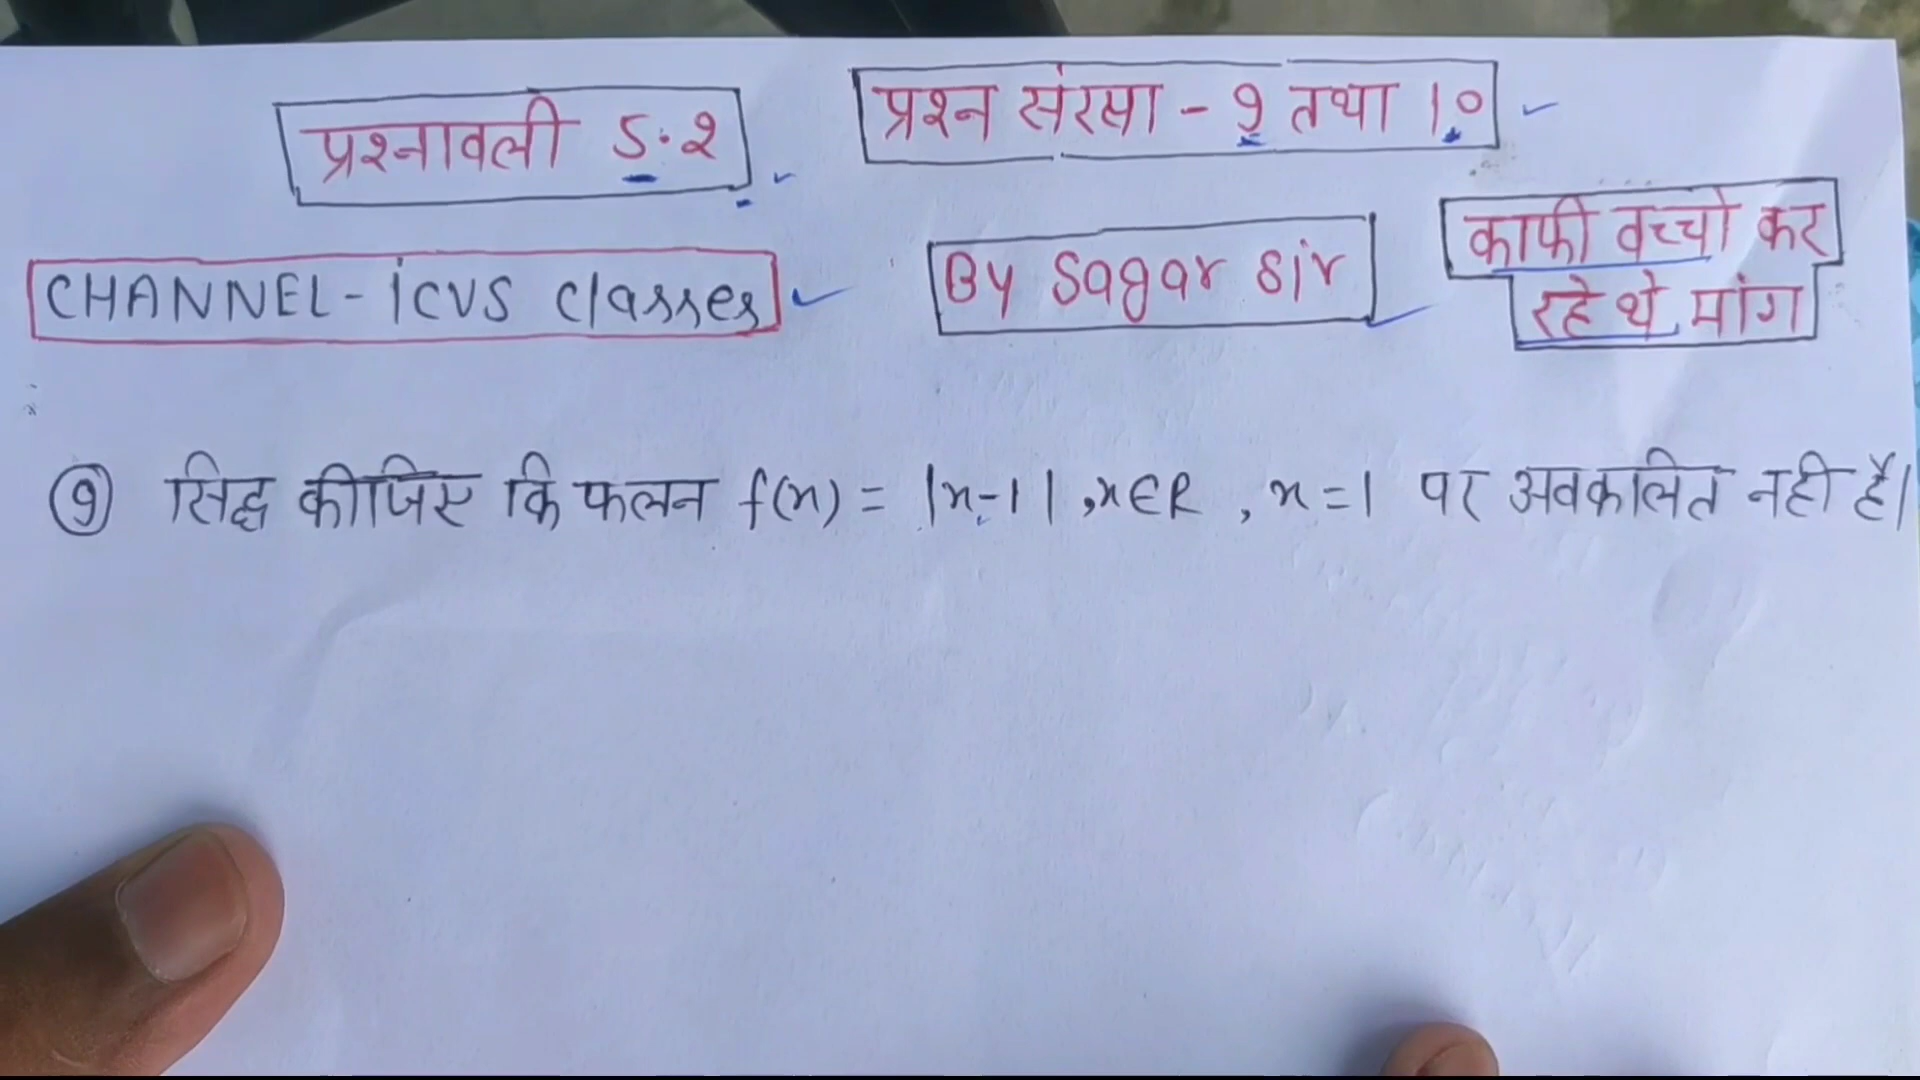 प्रश्नावली 5.2
प्रश्न संख्या - 9 तथा 10
CHANNEL - iCVS Classes
By Sagar Sir
काफी बच्चो कर
रहे थे मांग
9 सिद्ध कीजिए कि फलन f(x) = |x-1| , x∈R , x=1 पर अवकलित नही है।